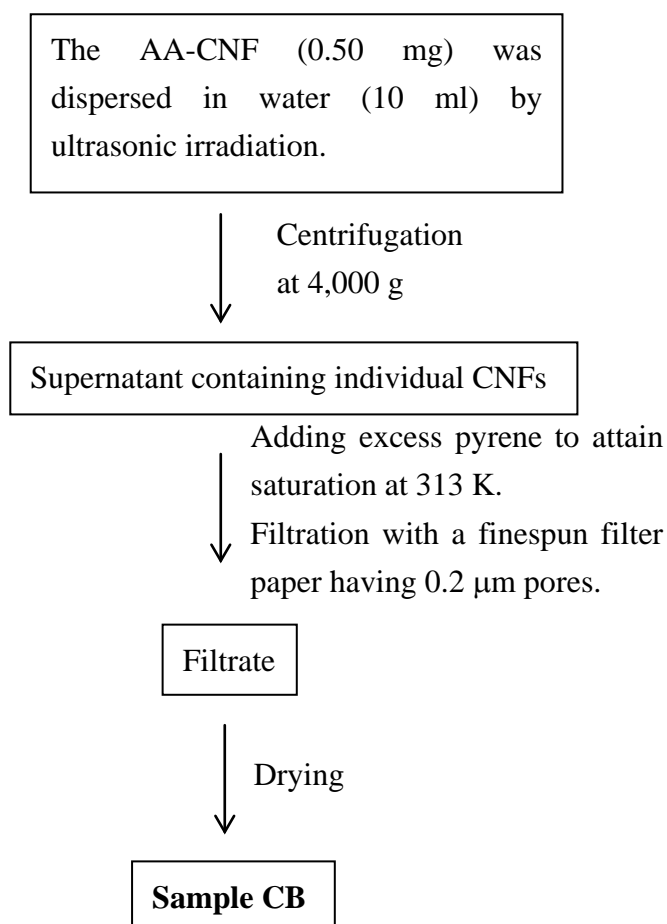 The AA-CNF (0.50 mg) was
dispersed in water (10 ml) by
ultrasonic irradiation.
Centrifugation
at 4,000 g
Supernatant containing individual CNFs
Adding excess pyrene to attain
saturation at 313 K.
Filtration with a finespun filter
paper having 0.2 μm pores.
Filtrate
Drying
Sample CB